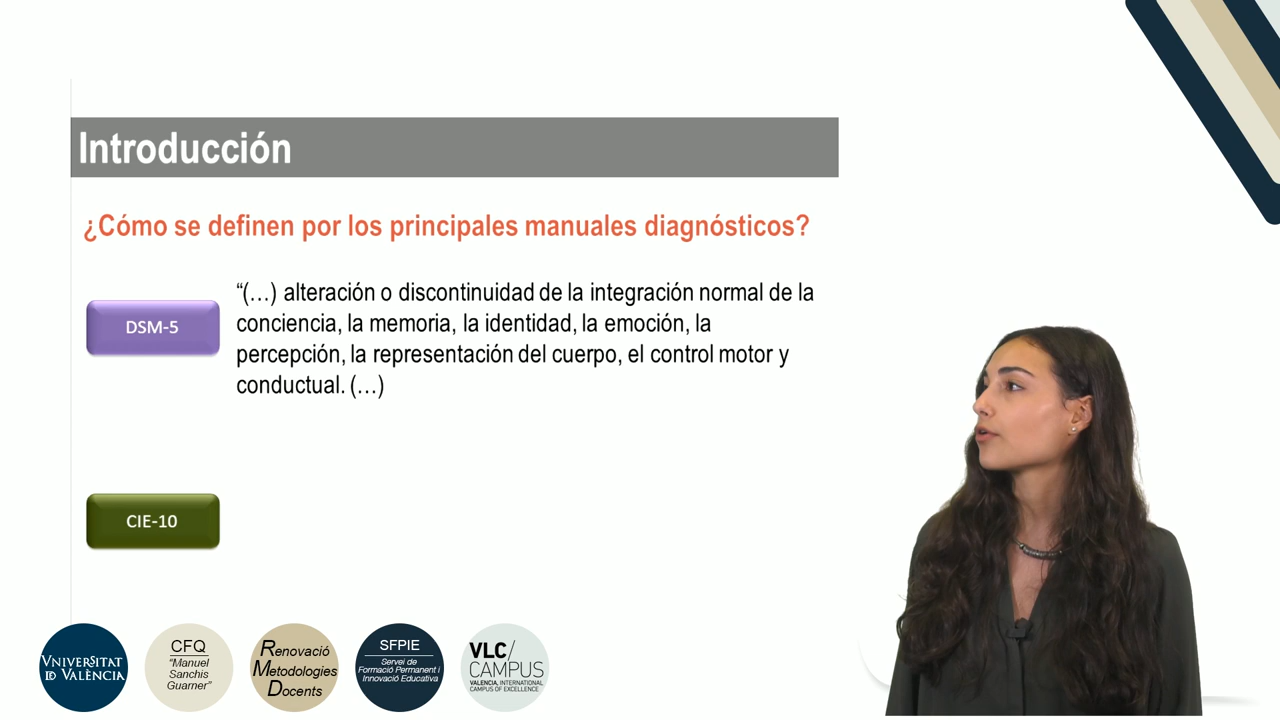 Introducción
¿Cómo se definen por los principales manuales diagnósticos?
DSM-5
“(…) alteración o discontinuidad de la integración normal de la
conciencia, la memoria, la identidad, la emoción, la
percepción, la representación del cuerpo, el control motor y
conductual. (…)
CIE-10
VNIVERSITAT
ID VALÈNCIA
CFQ
“Manuel
Sanchis
Guarner”
Renovació
Metodologies
Docents
SFPIE
Servei de
Formació Permanent i
Innovació Educativa
VLC/
CAMPUS
VALENCIA, INTERNATIONAL
CAMPUS OF EXCELLENCE